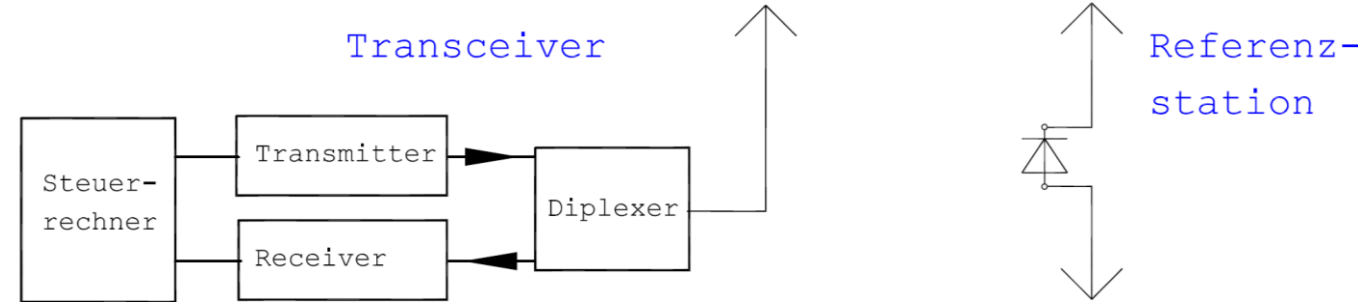 Transceiver
Referenz-
station
Steuer-
rechner
Transmitter
Receiver
Diplexer